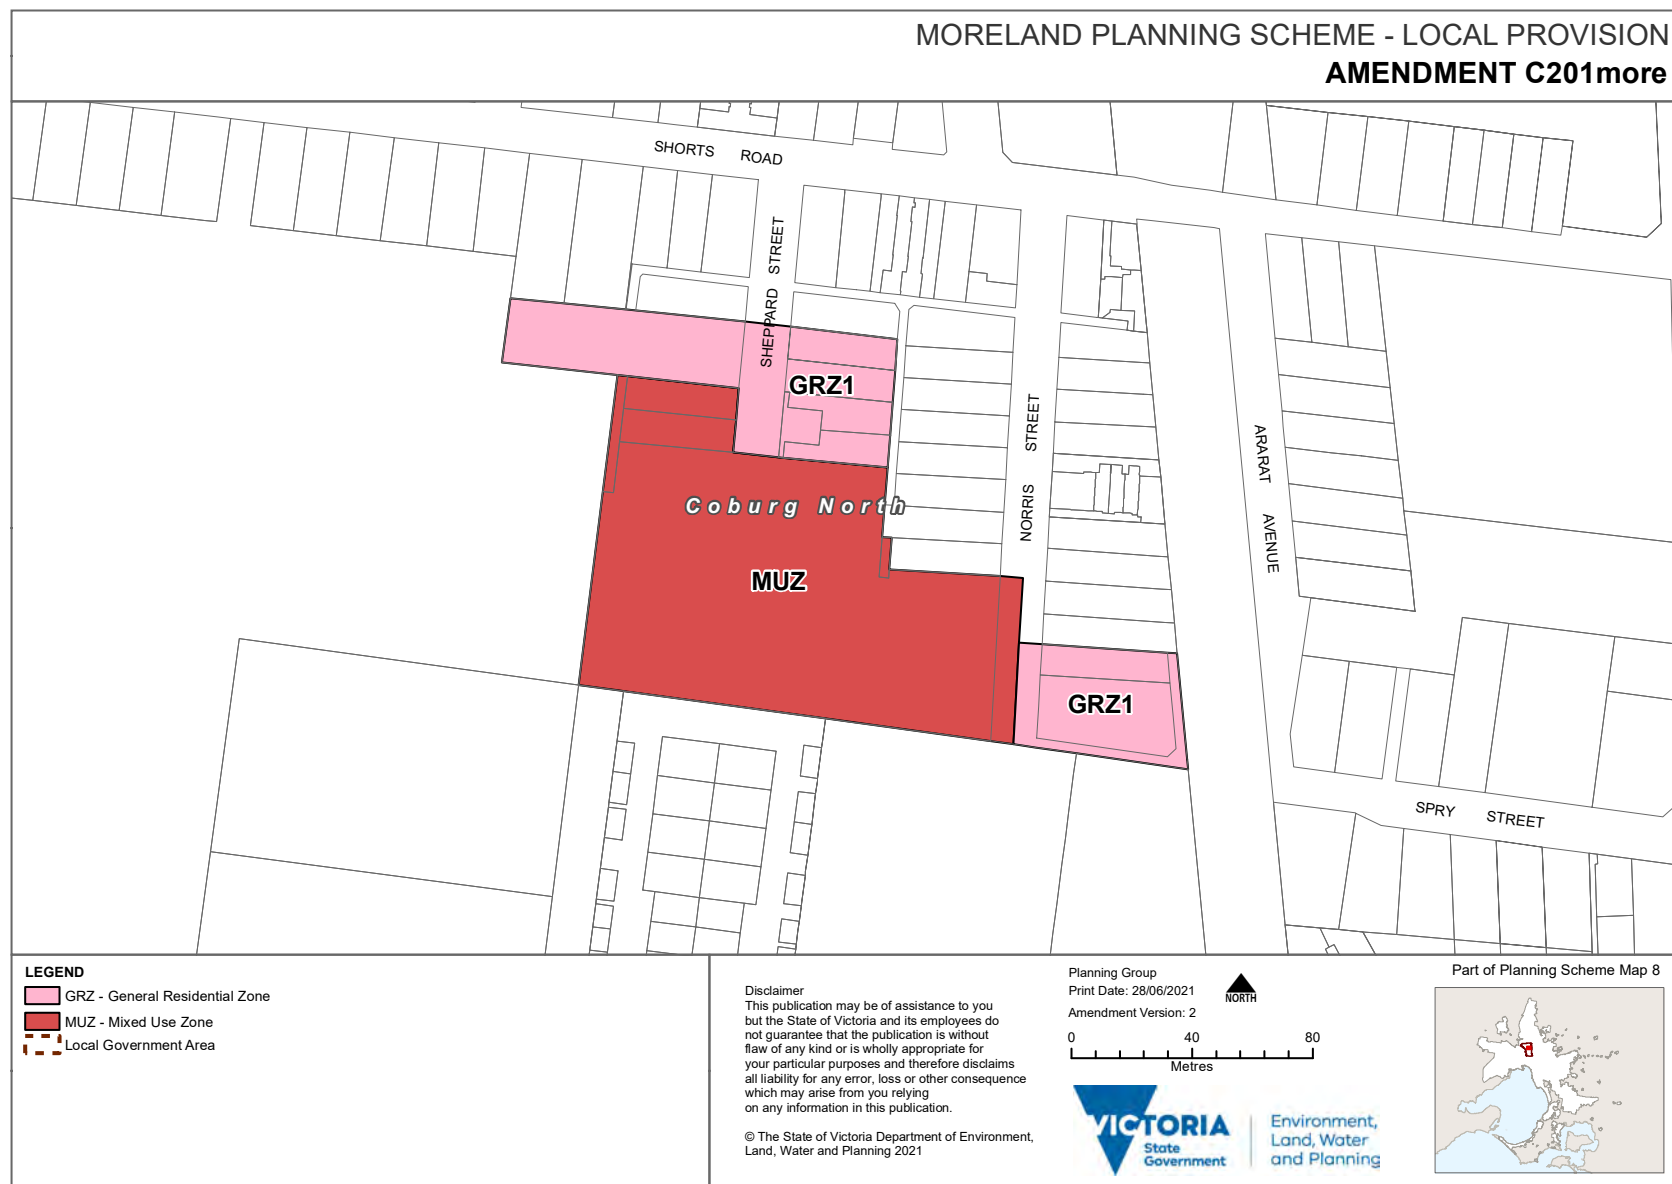 MORELAND PLANNING SCHEME - LOCAL PROVISION
AMENDMENT C201more
SHORTS ROAD
SHEPPARD STREET
GRZ1
NORRIS STREET
ARARAT AVENUE
Coburg North
MUZ
GRZ1
SPRY STREET
LEGEND
GRZ - General Residential Zone
MUZ - Mixed Use Zone
Local Government Area
Disclaimer
This publication may be of assistance to you
but the State of Victoria and its employees do
not guarantee that the publication is without
flaw of any kind or is wholly appropriate for
your particular purposes and therefore disclaims
all liability for any error, loss or other consequence
which may arise from you relying
on any information in this publication.
© The State of Victoria Department of Environment,
Land, Water and Planning 2021
Planning Group
Print Date: 28/06/2021
Amendment Version: 2
NORTH
0 40 80
Metres
VICTORIA
State
Government
Environment,
Land, Water
and Planning
Part of Planning Scheme Map 8